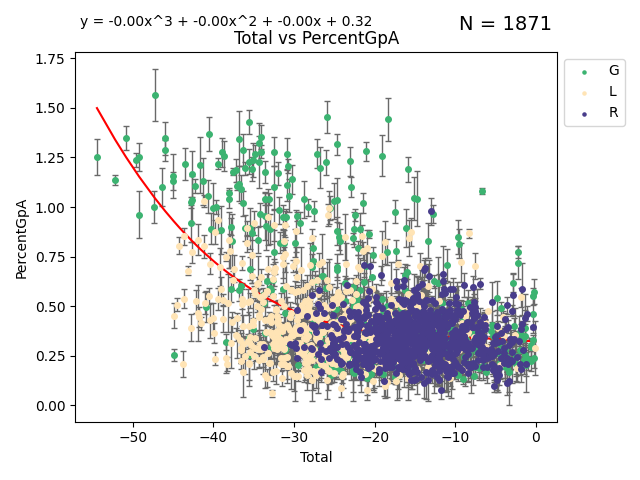 y = -0.00x^3 + -0.00x^2 + -0.00x + 0.32
N = 1871
Total vs PercentGpA
1.75
1.50
1.25
1.00
0.75
0.50
0.25
0.00
PercentGpA
−50
−40
−30
−20
−10
0
Total
G
L
R